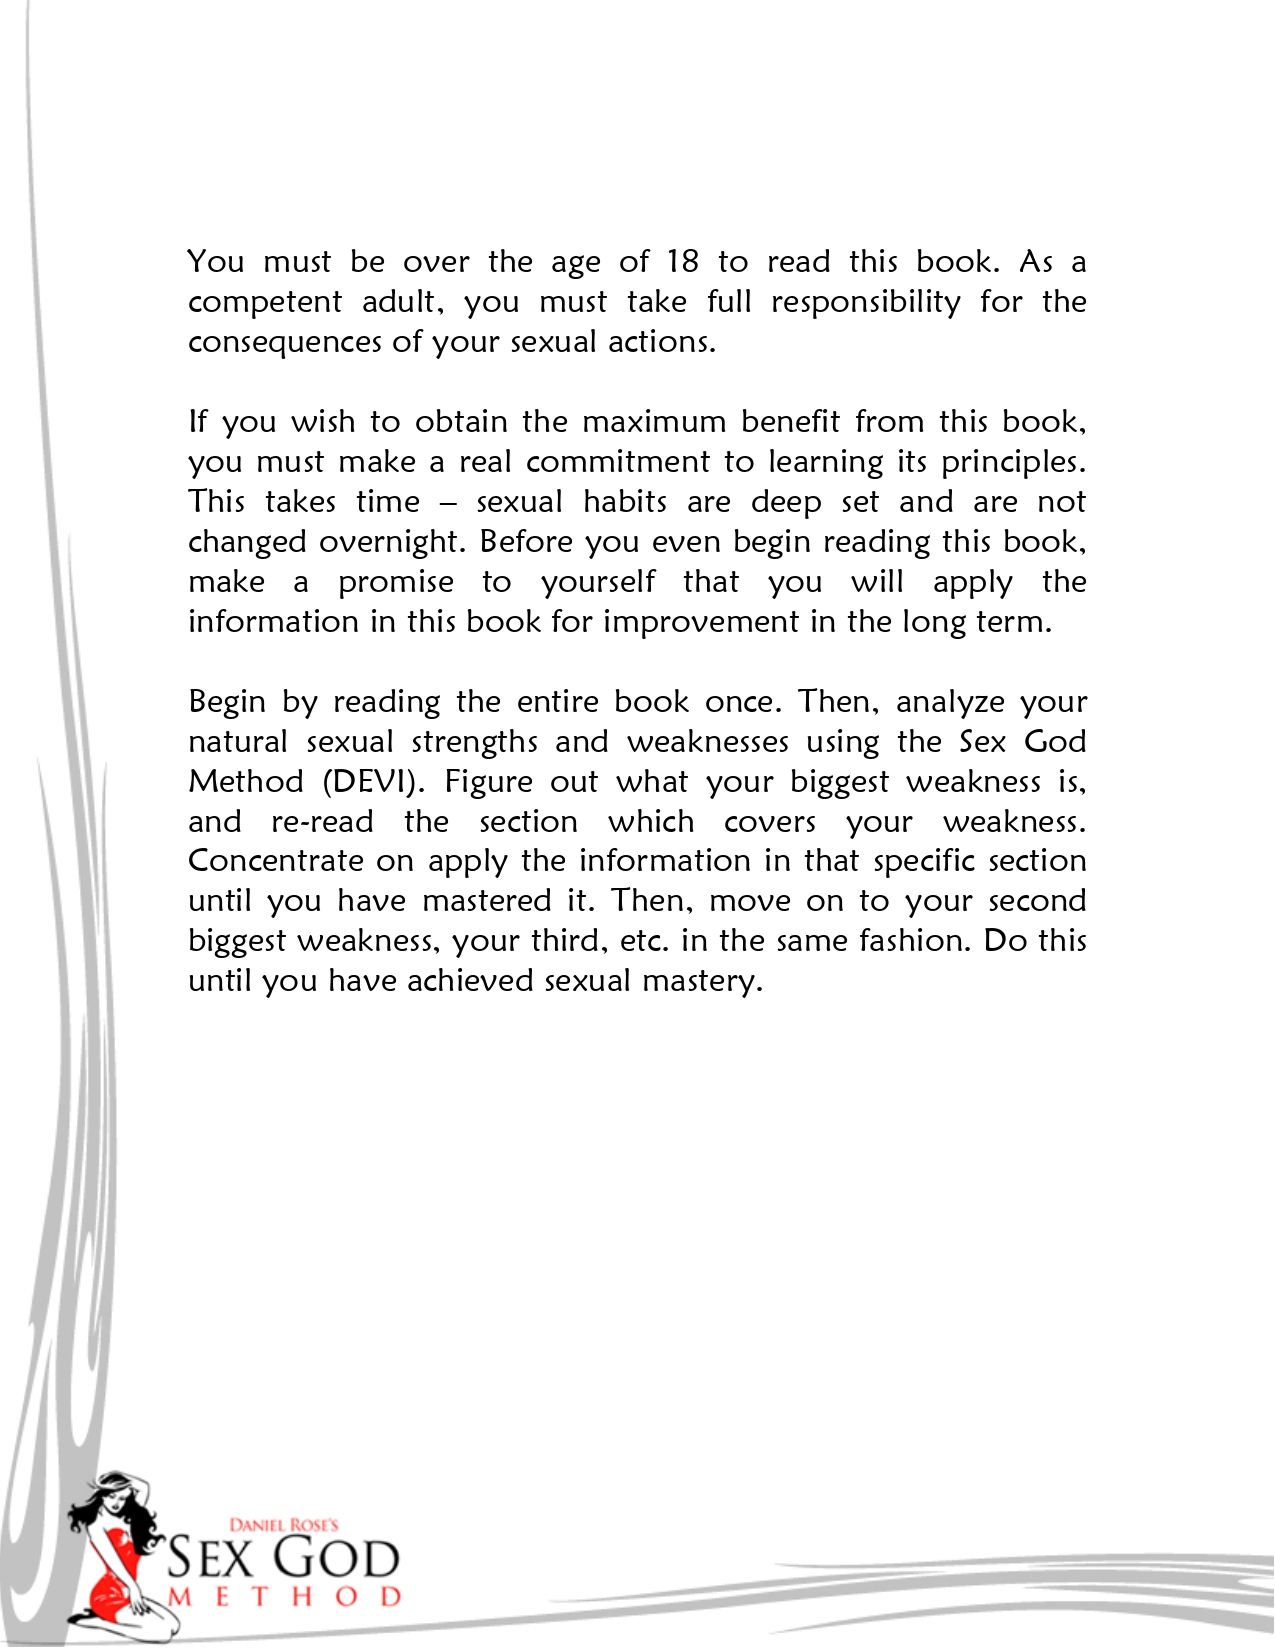 You must be over the age of 18 to read this book. As a
competent adult, you must take full responsibility for the
consequences of your sexual actions.
If you wish to obtain the maximum benefit from this book,
you must make a real commitment to learning its principles.
This takes time – sexual habits are deep set and are not
changed overnight. Before you even begin reading this book,
make a promise to yourself that you will apply the
information in this book for improvement in the long term.
Begin by reading the entire book once. Then, analyze your
natural sexual strengths and weaknesses using the Sex God
Method (DEVI). Figure out what your biggest weakness is,
and re-read the section which covers your weakness.
Concentrate on apply the information in that specific section
until you have mastered it. Then, move on to your second
biggest weakness, your third, etc. in the same fashion. Do this
until you have achieved sexual mastery.
DANIEL ROSE'S
SEX GOD
METHOD